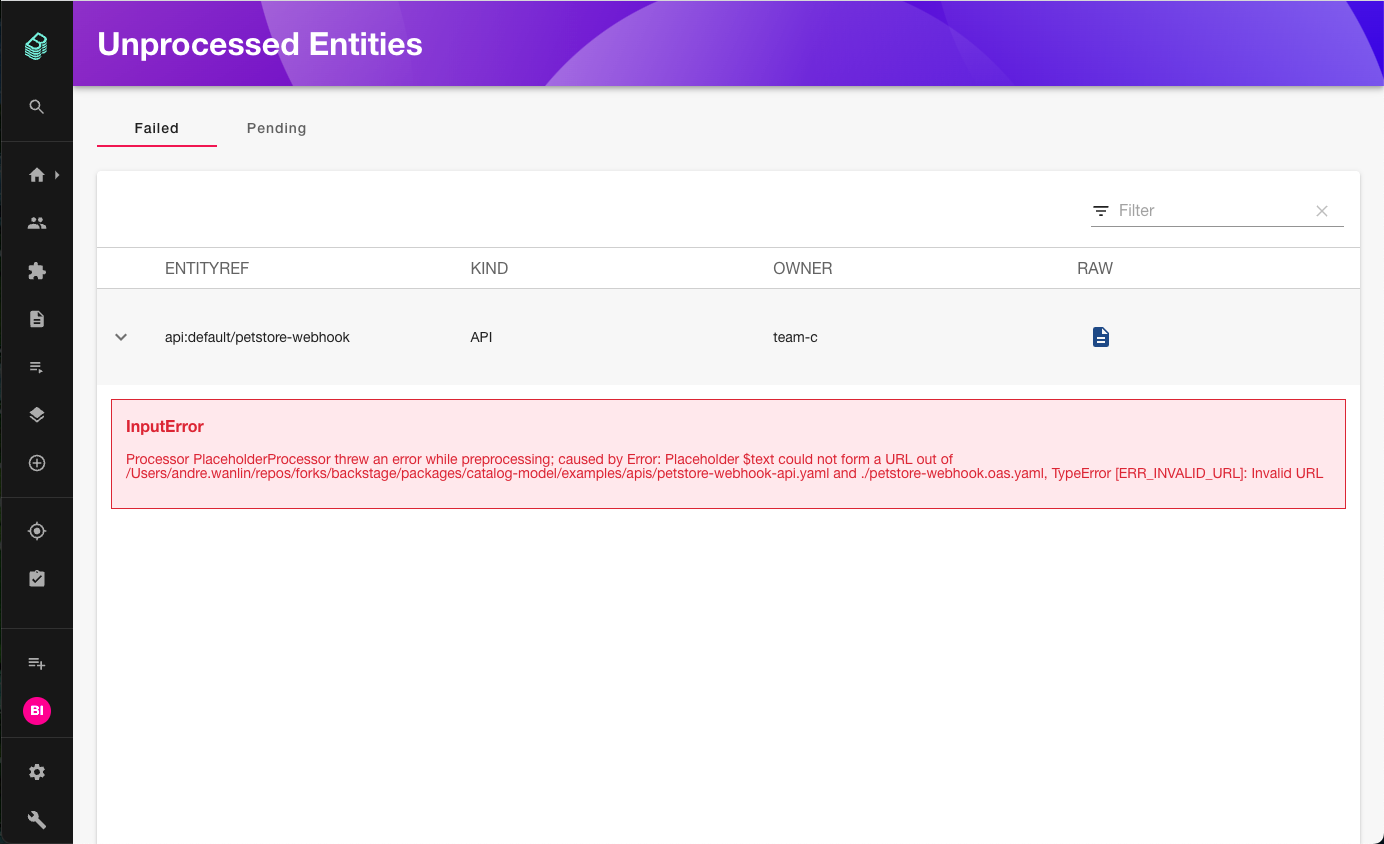 Unprocessed Entities
Failed
Pending
Filter
ENTITYREF
KIND
OWNER
RAW
api:default/petstore-webhook
API
team-c
InputError
Processor PlaceholderProcessor threw an error while preprocessing; caused by Error: Placeholder $text could not form a URL out of
/Users/andre.wanlin/repos/forks/backstage/packages/catalog-model/examples/apis/petstore-webhook-api.yaml and ./petstore-webhook.oas.yaml, TypeError [ERR_INVALID_URL]: Invalid URL
BI